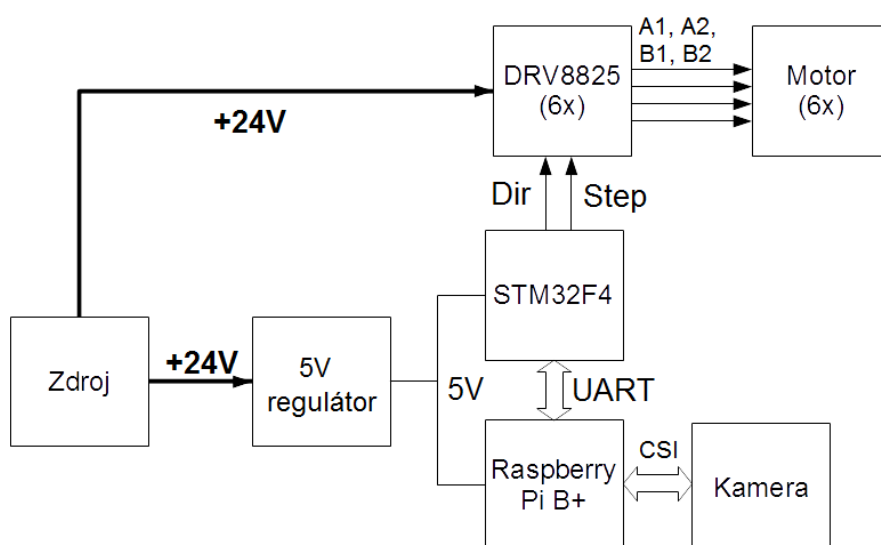 A1, A2,
B1, B2
DRV8825
(6x)
Motor
(6x)
+24V
Dir
Step
STM32F4
Zdroj
+24V
5V
regulátor
5V
UART
Raspberry
Pi B+
CSI
Kamera